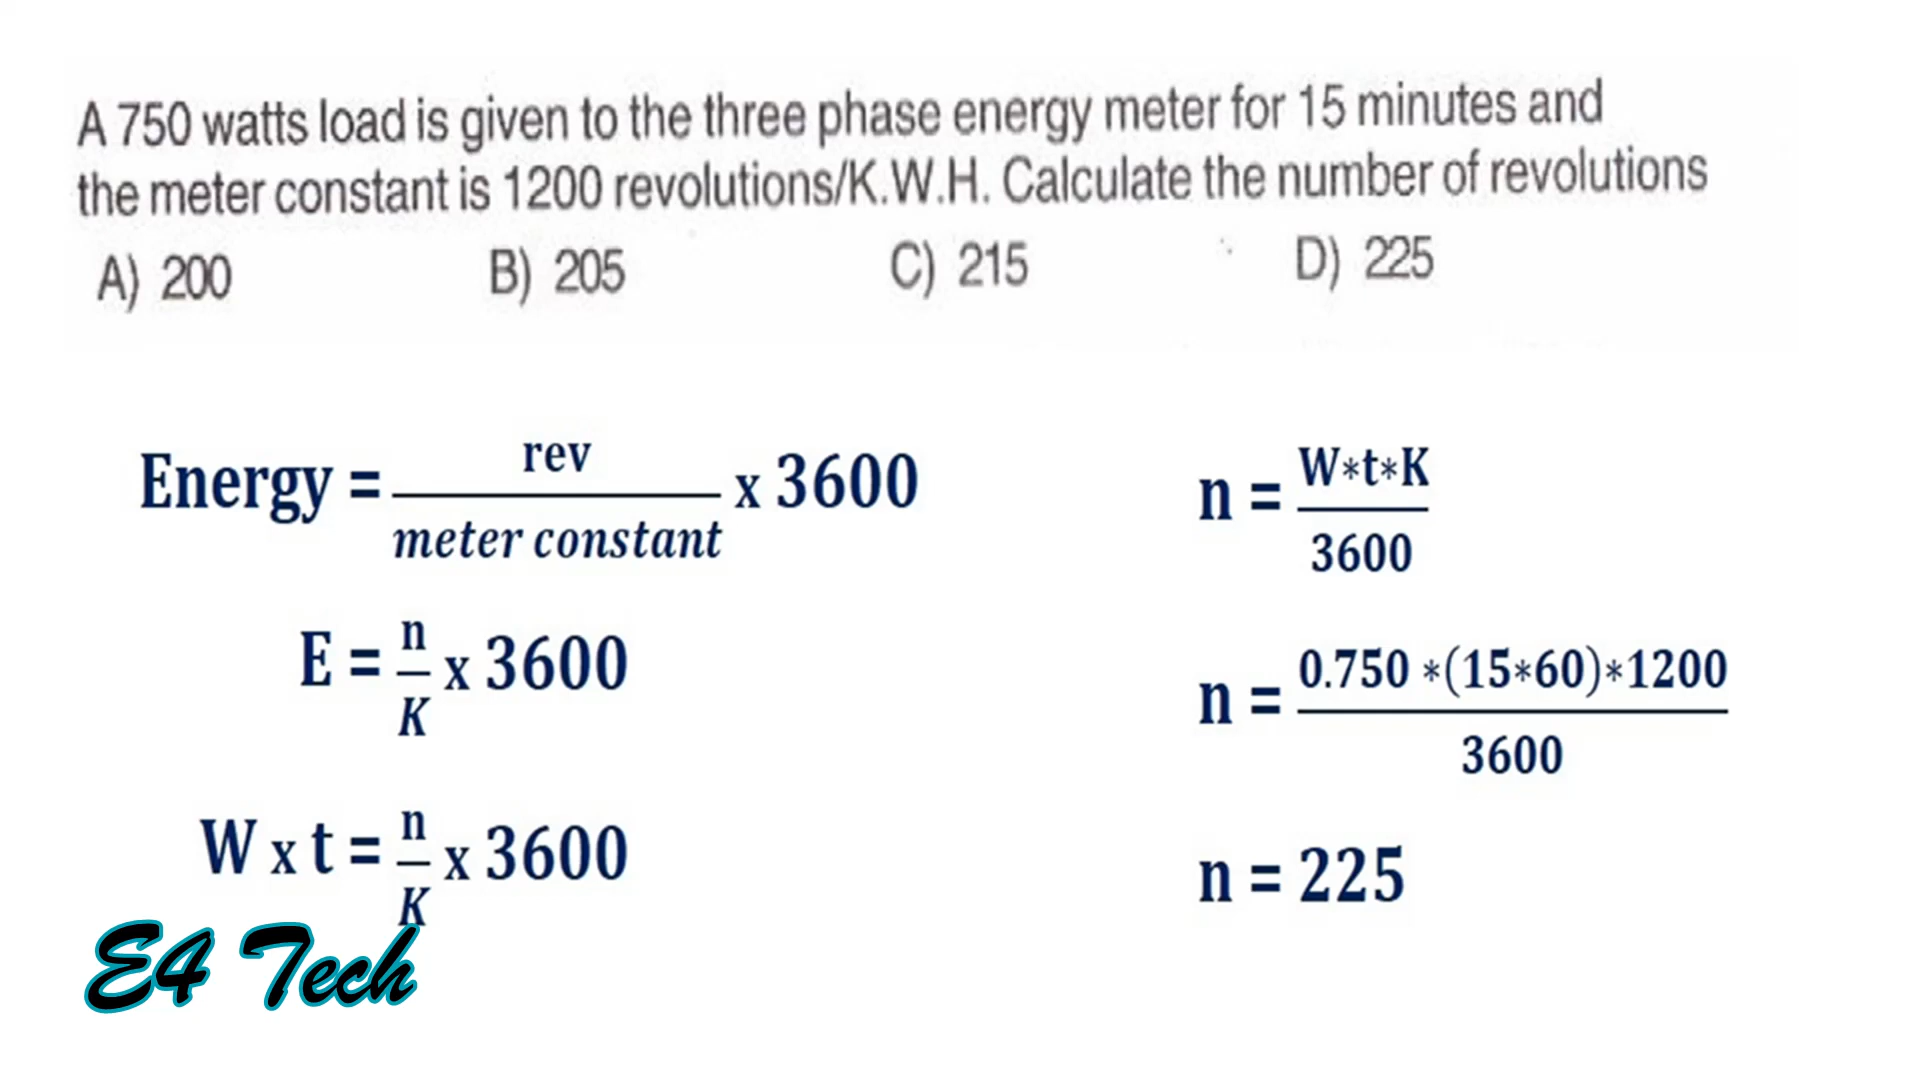 A 750 watts load is given to the three phase energy meter for 15 minutes and
the meter constant is 1200 revolutions/K.W.H. Calculate the number of revolutions
A) 200 B) 205 C) 215 D) 225
Energy = rev / meter constant x 3600
E = n / K x 3600
W x t = n / K x 3600
n = W*t*K / 3600
n = 0.750 *(15*60)*1200 / 3600
n = 225
E4 Tech